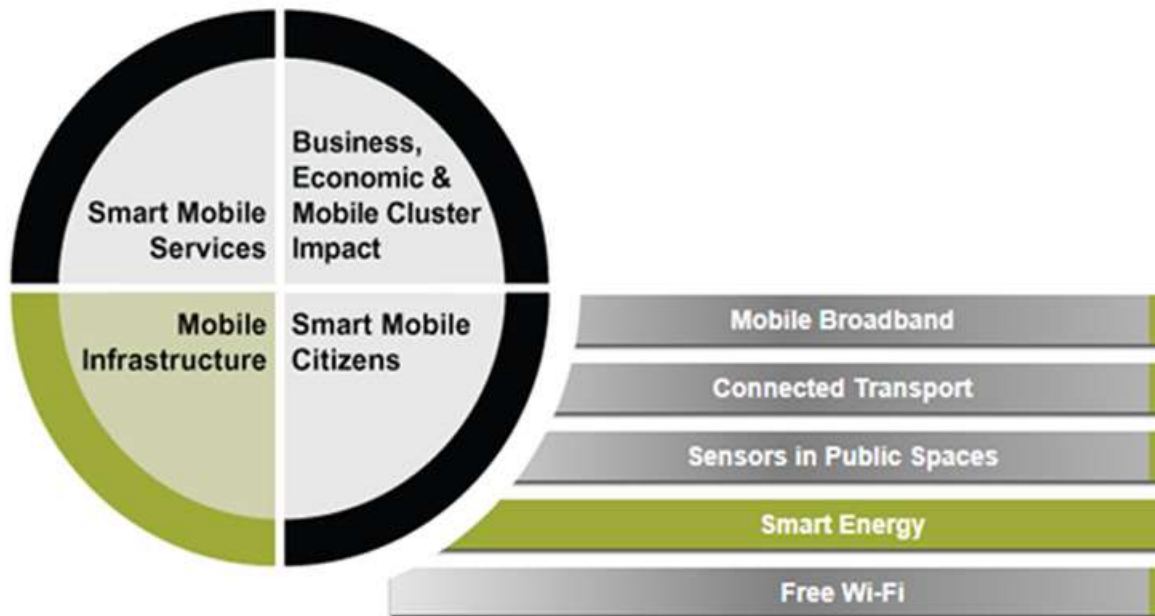 Smart Mobile
Services
Business,
Economic &
Mobile Cluster
Impact
Mobile
Infrastructure
Smart Mobile
Citizens
Mobile Broadband
Connected Transport
Sensors in Public Spaces
Smart Energy
Free Wi-Fi